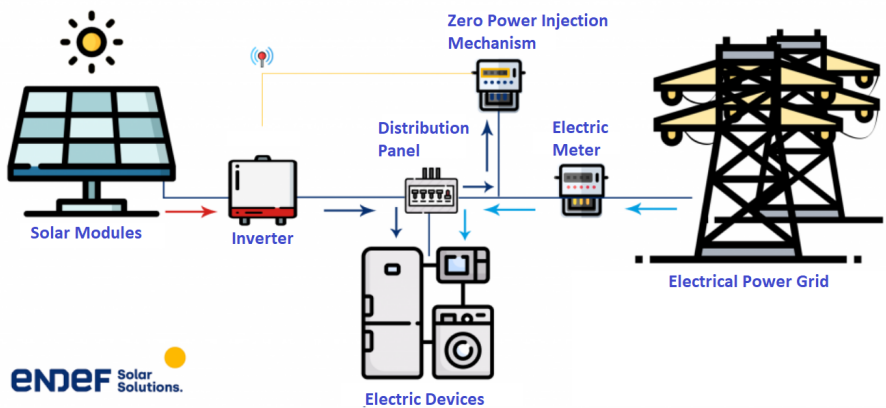 Zero Power Injection
Mechanism
Distribution
Panel
Electric
Meter
Solar Modules
Inverter
Electrical Power Grid
Electric Devices
ENDEF Solar
Solutions.